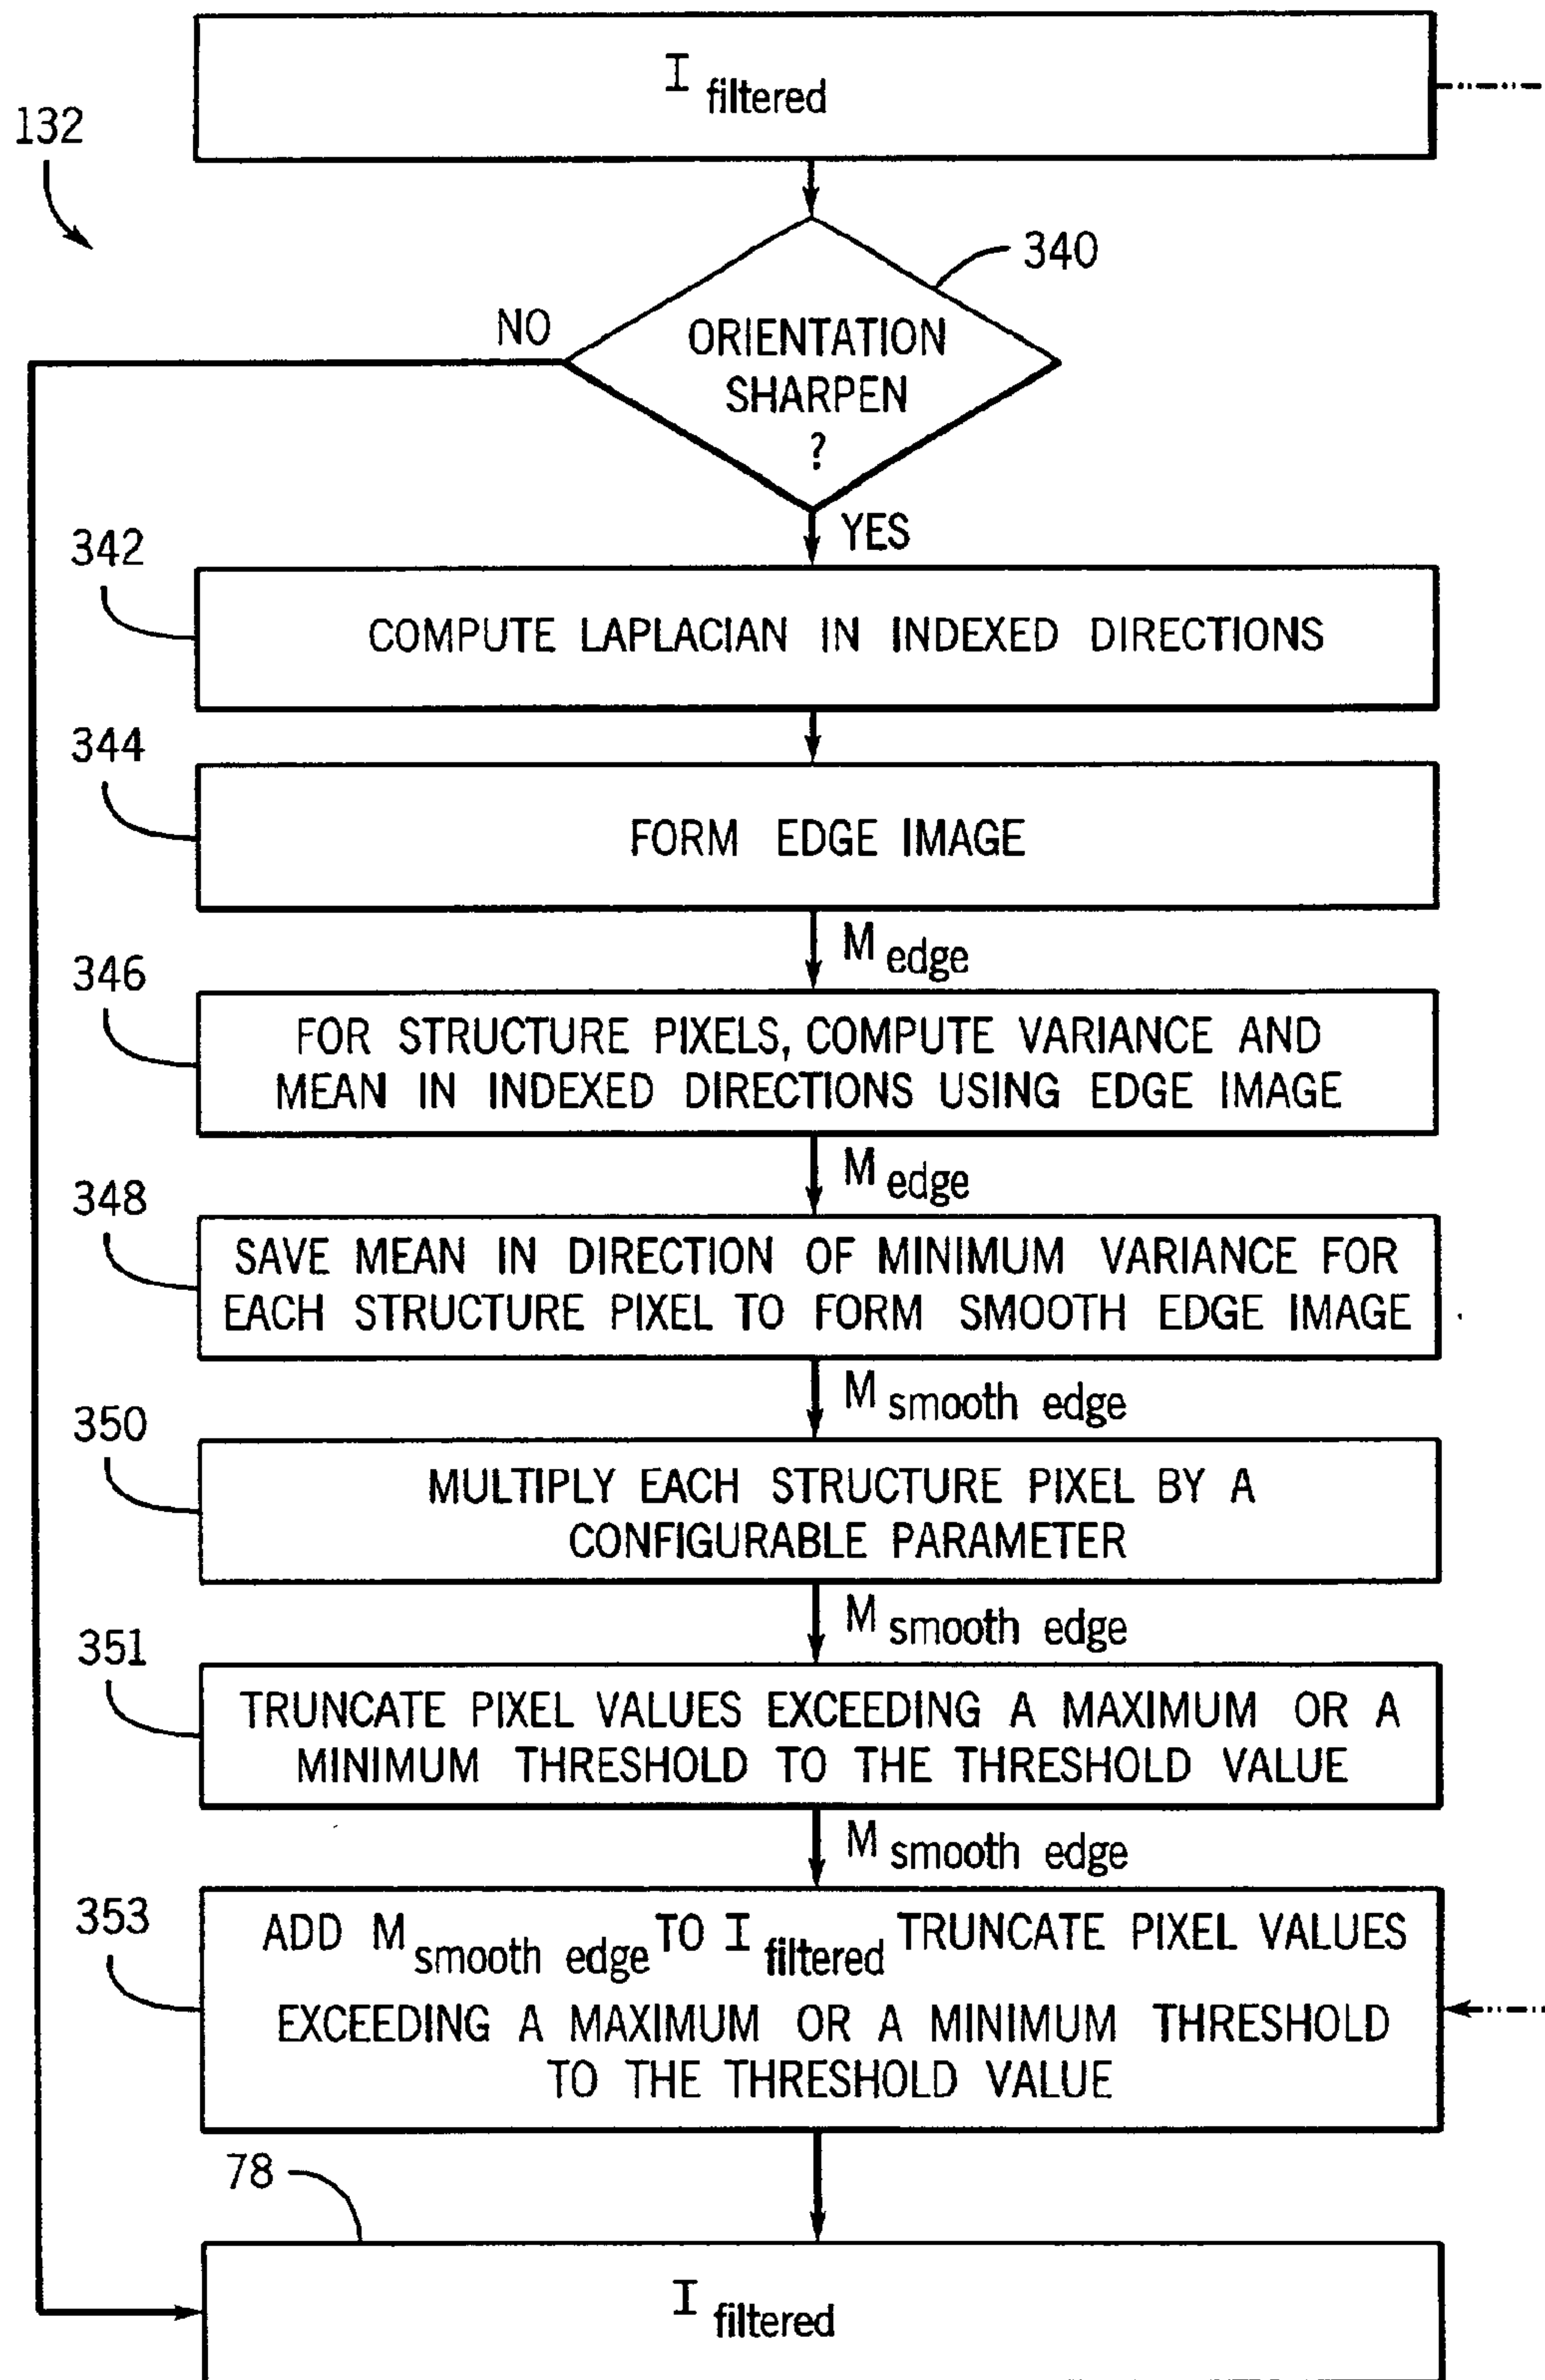 I filtered
132
340
NO
ORIENTATION
SHARPEN
?
YES
342
COMPUTE LAPLACIAN IN INDEXED DIRECTIONS
344
FORM EDGE IMAGE
M edge
346
FOR STRUCTURE PIXELS, COMPUTE VARIANCE AND
MEAN IN INDEXED DIRECTIONS USING EDGE IMAGE
M edge
348
SAVE MEAN IN DIRECTION OF MINIMUM VARIANCE FOR
EACH STRUCTURE PIXEL TO FORM SMOOTH EDGE IMAGE
M smooth edge
350
MULTIPLY EACH STRUCTURE PIXEL BY A
CONFIGURABLE PARAMETER
M smooth edge
351
TRUNCATE PIXEL VALUES EXCEEDING A MAXIMUM OR A
MINIMUM THRESHOLD TO THE THRESHOLD VALUE
M smooth edge
353
ADD M smooth edge TO I filtered TRUNCATE PIXEL VALUES
EXCEEDING A MAXIMUM OR A MINIMUM THRESHOLD
TO THE THRESHOLD VALUE
78
I filtered